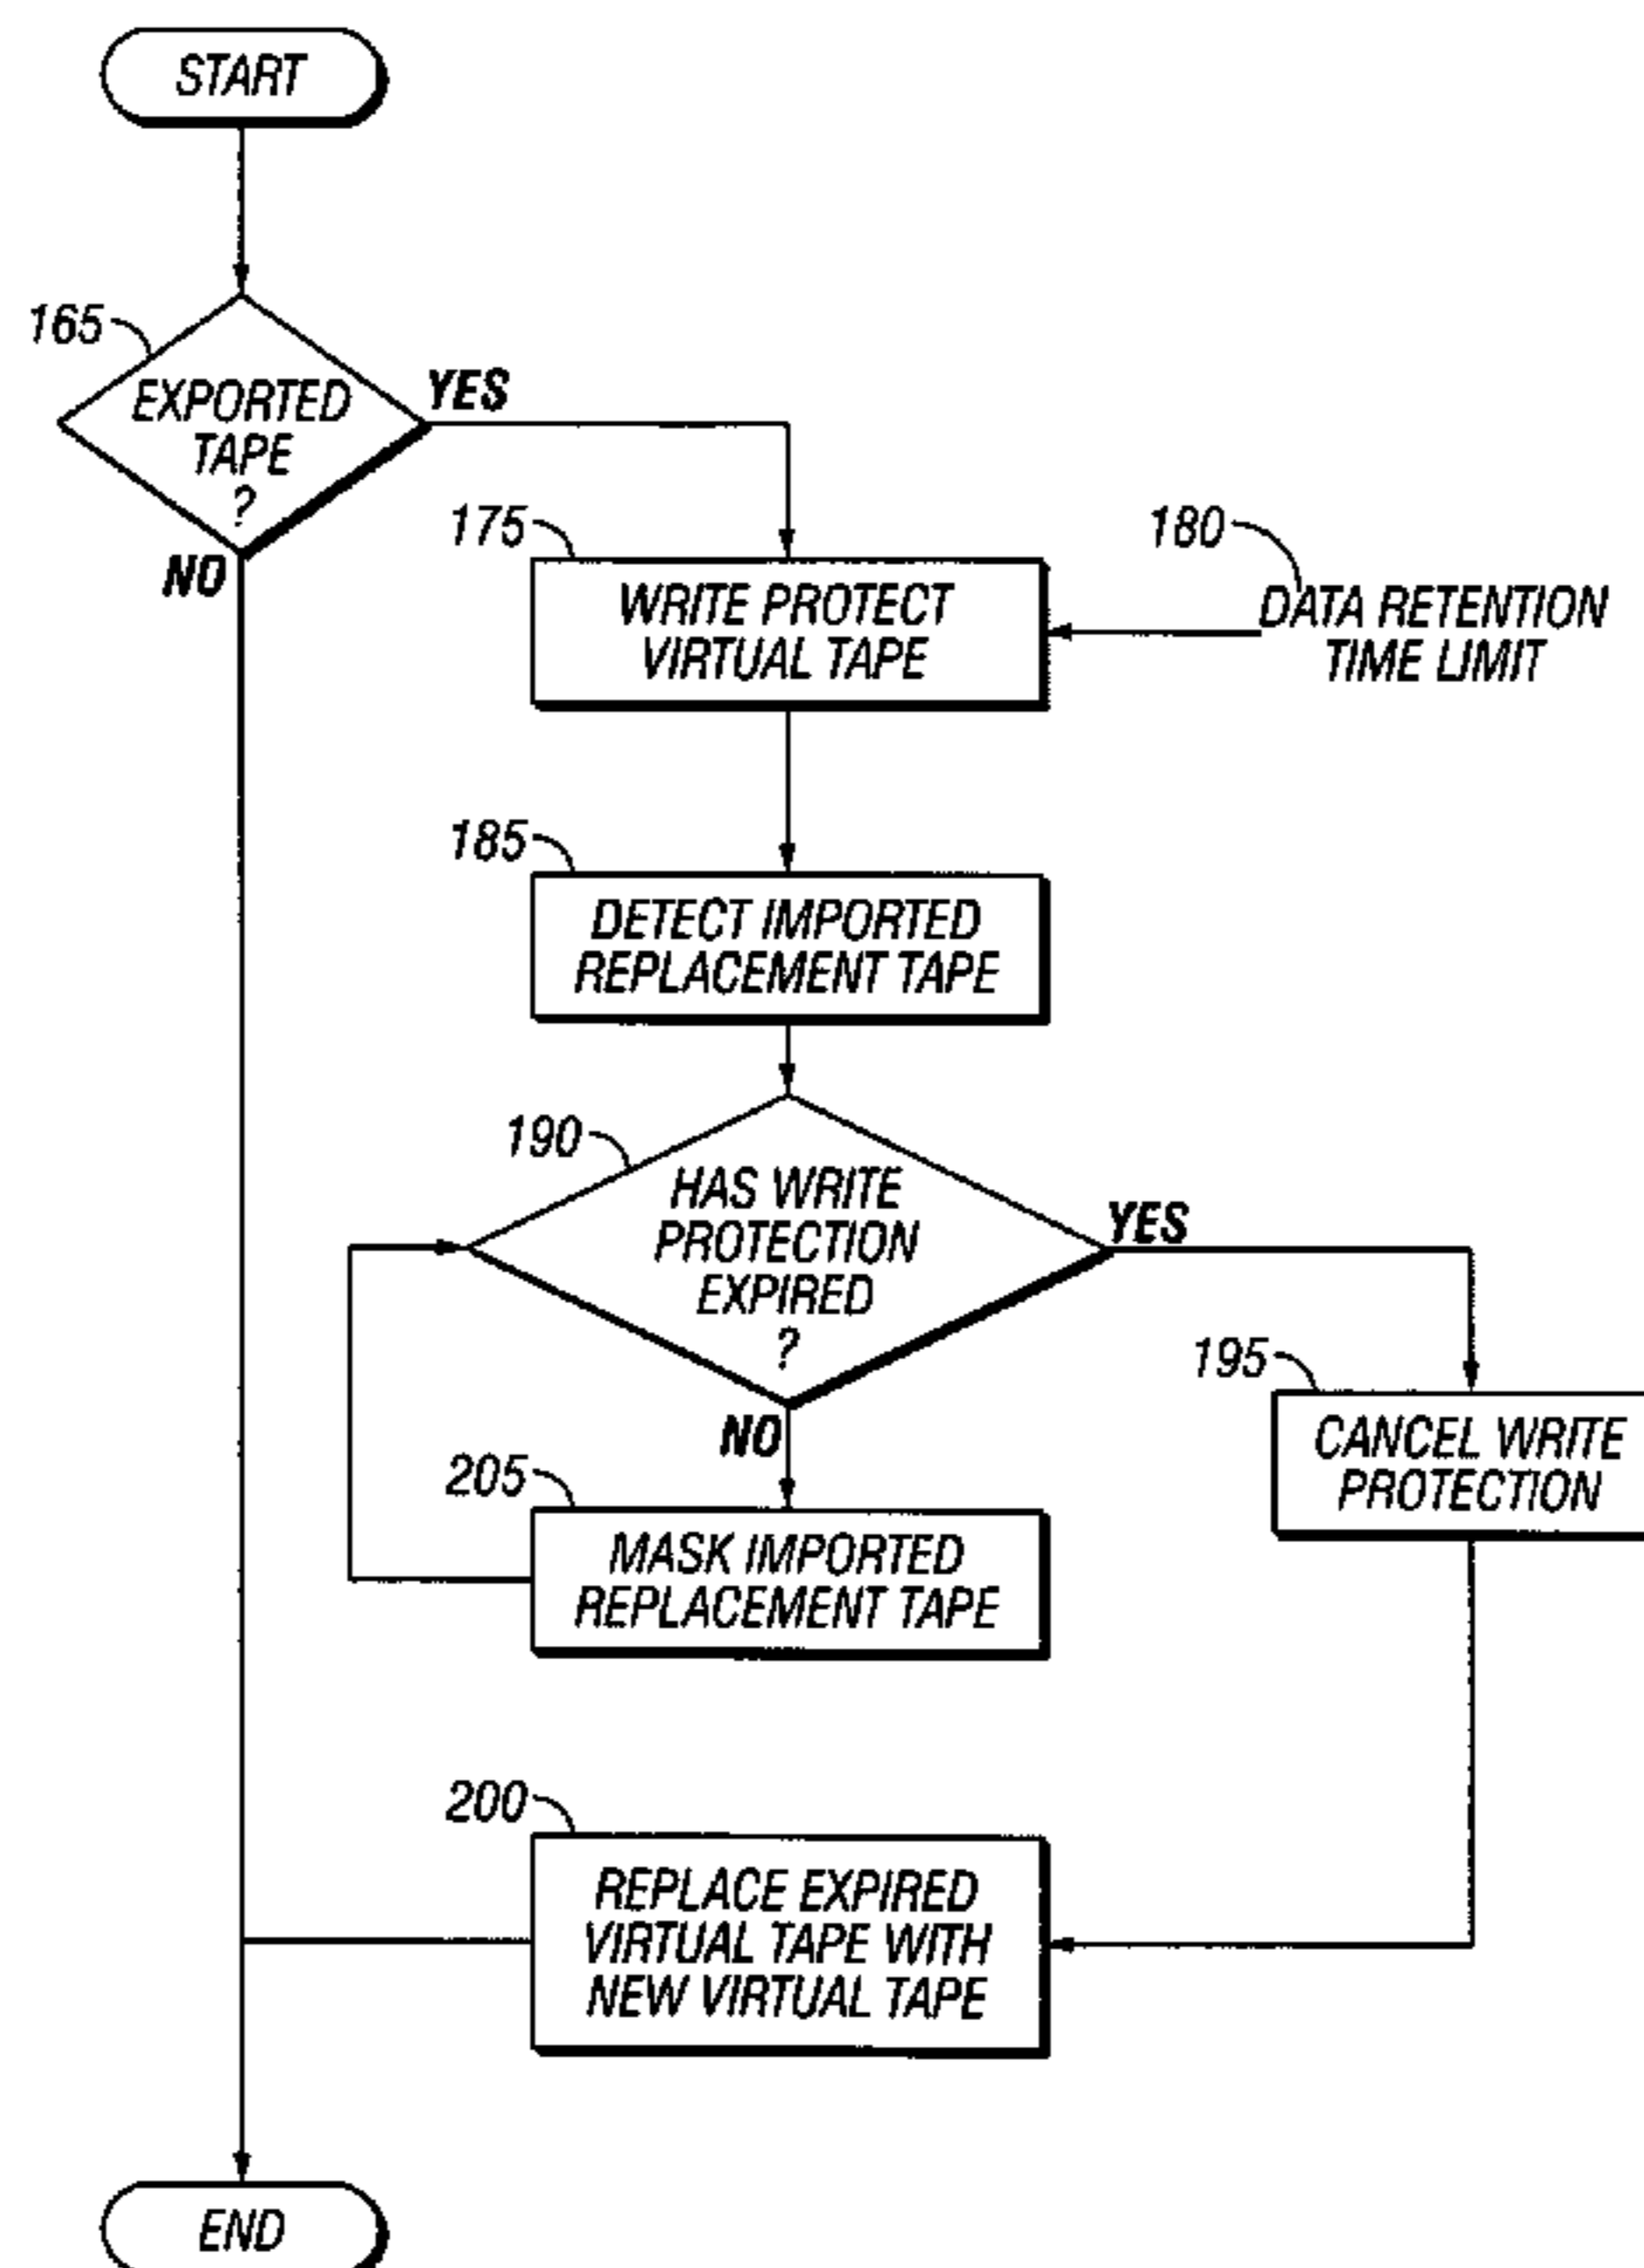 START
165
EXPORTED
TAPE
?
YES
NO
175
WRITE PROTECT
VIRTUAL TAPE
180
DATA RETENTION
TIME LIMIT
185
DETECT IMPORTED
REPLACEMENT TAPE
190
HAS WRITE
PROTECTION
EXPIRED
?
YES
NO
195
CANCEL WRITE
PROTECTION
205
MASK IMPORTED
REPLACEMENT TAPE
200
REPLACE EXPIRED
VIRTUAL TAPE WITH
NEW VIRTUAL TAPE
END